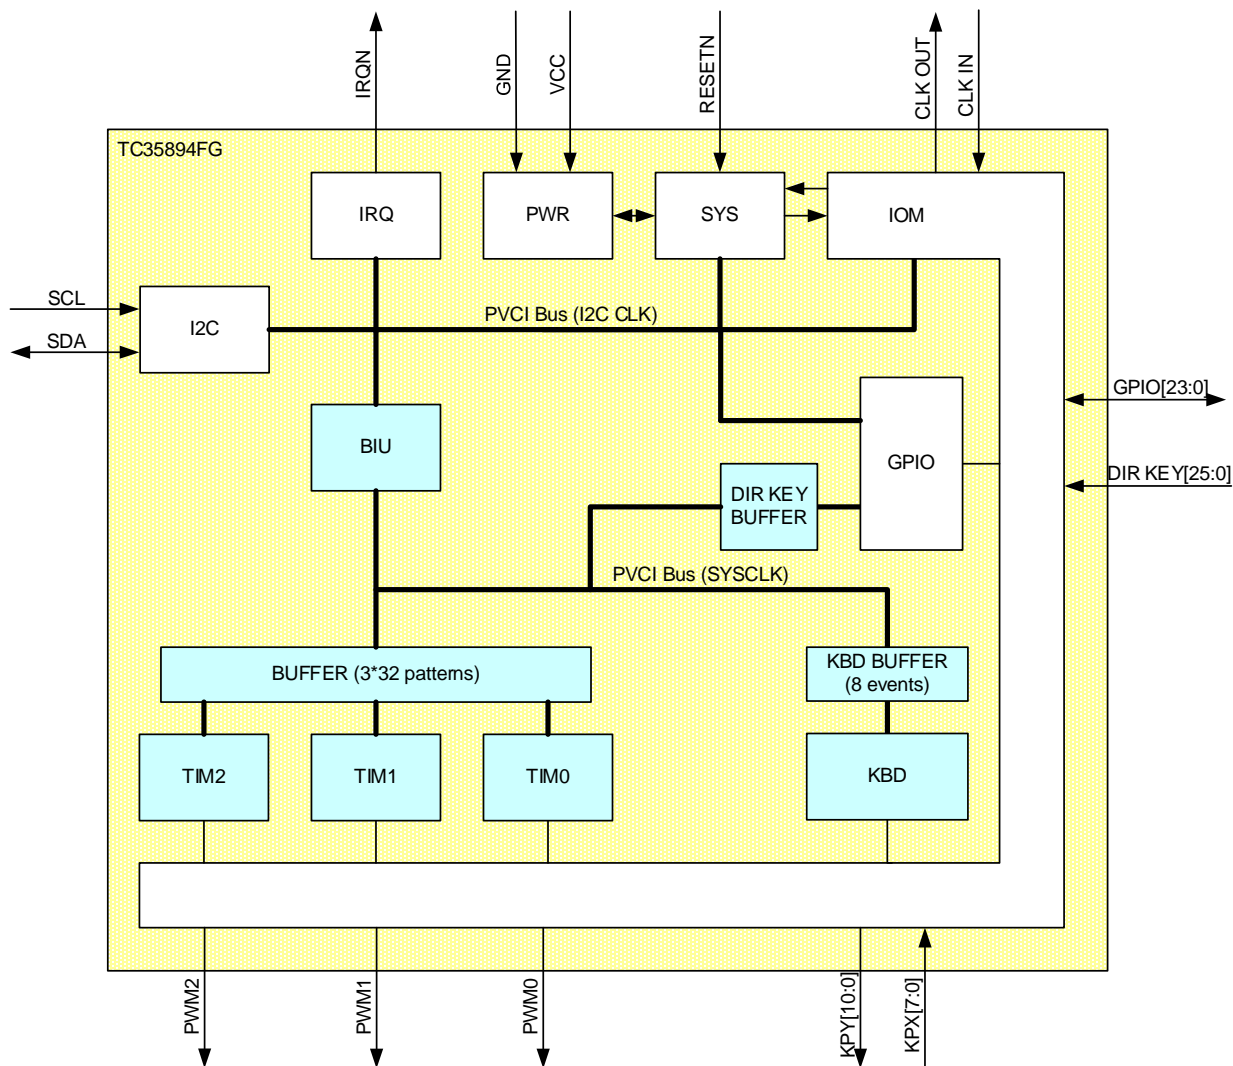 IRQN
GND
VCC
RESETN
CLK OUT
CLK IN
TC35894FG
IRQ
PWR
SYS
IOM
SCL
SDA
I2C
PVCI Bus (I2C CLK)
GPIO[23:0]
DIR KEY[25:0]
BIU
GPIO
DIR KEY
BUFFER
PVCI Bus (SYSCLK)
BUFFER (3*32 patterns)
KBD BUFFER
(8 events)
TIM2
TIM1
TIM0
KBD
PWM2
PWM1
PWM0
KPY[10:0]
KPX[7:0]